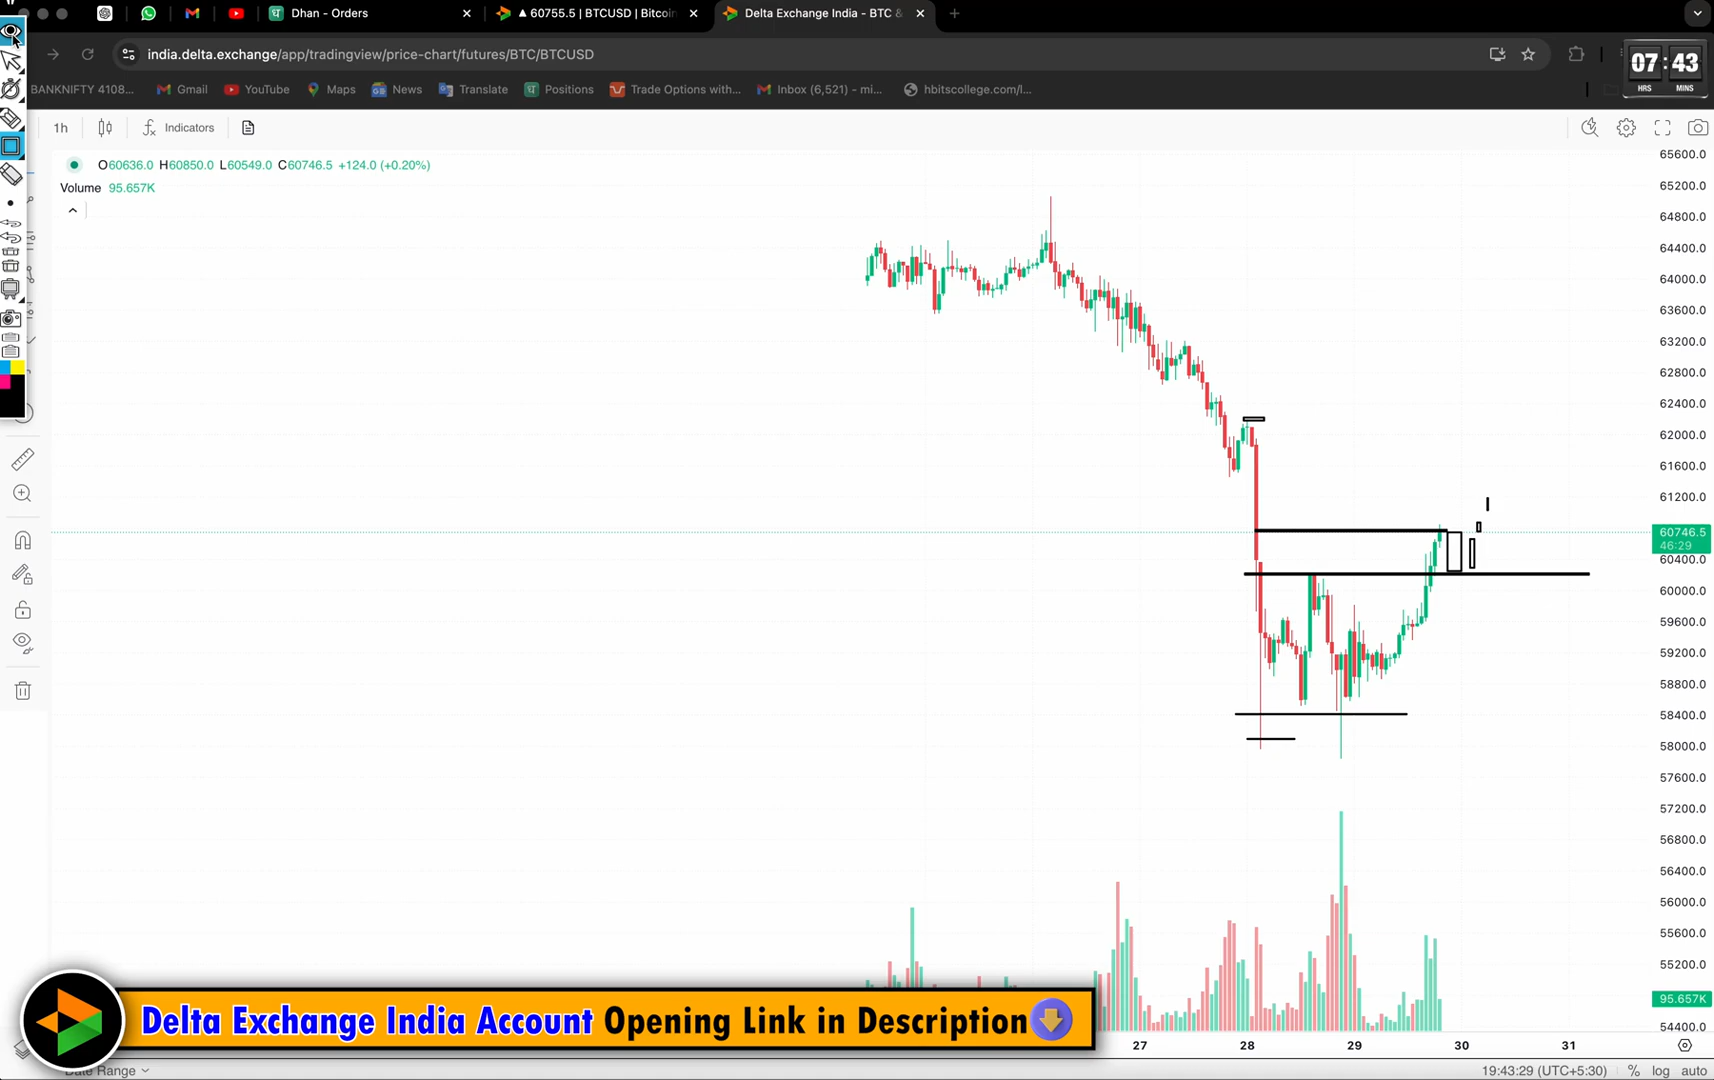 Dhan - Orders
▲ 60755.5 | BTCUSD | Bitcoin
Delta Exchange India - BTC &
india.delta.exchange/app/tradingview/price-chart/futures/BTC/BTCUSD
07:43
HRS MINS
BANKNIFTY 4108...
Gmail
YouTube
Maps
News
Translate
Positions
Trade Options with...
Inbox (6,521) - mi...
hbitscollege.com/l...
1h
Indicators
O60636.0 H60850.0 L60549.0 C60746.5 +124.0 (+0.20%)
Volume 95.657K
65600.0
65200.0
64800.0
64400.0
64000.0
63600.0
63200.0
62800.0
62400.0
62000.0
61600.0
61200.0
60746.5
46:29
60400.0
60000.0
59600.0
59200.0
58800.0
58400.0
58000.0
57600.0
57200.0
56800.0
56400.0
56000.0
55600.0
55200.0
95.657K
54400.0
Delta Exchange India Account Opening Link in Description
27 28 29 30 31
Date Range
19:43:29 (UTC+5:30) % log auto